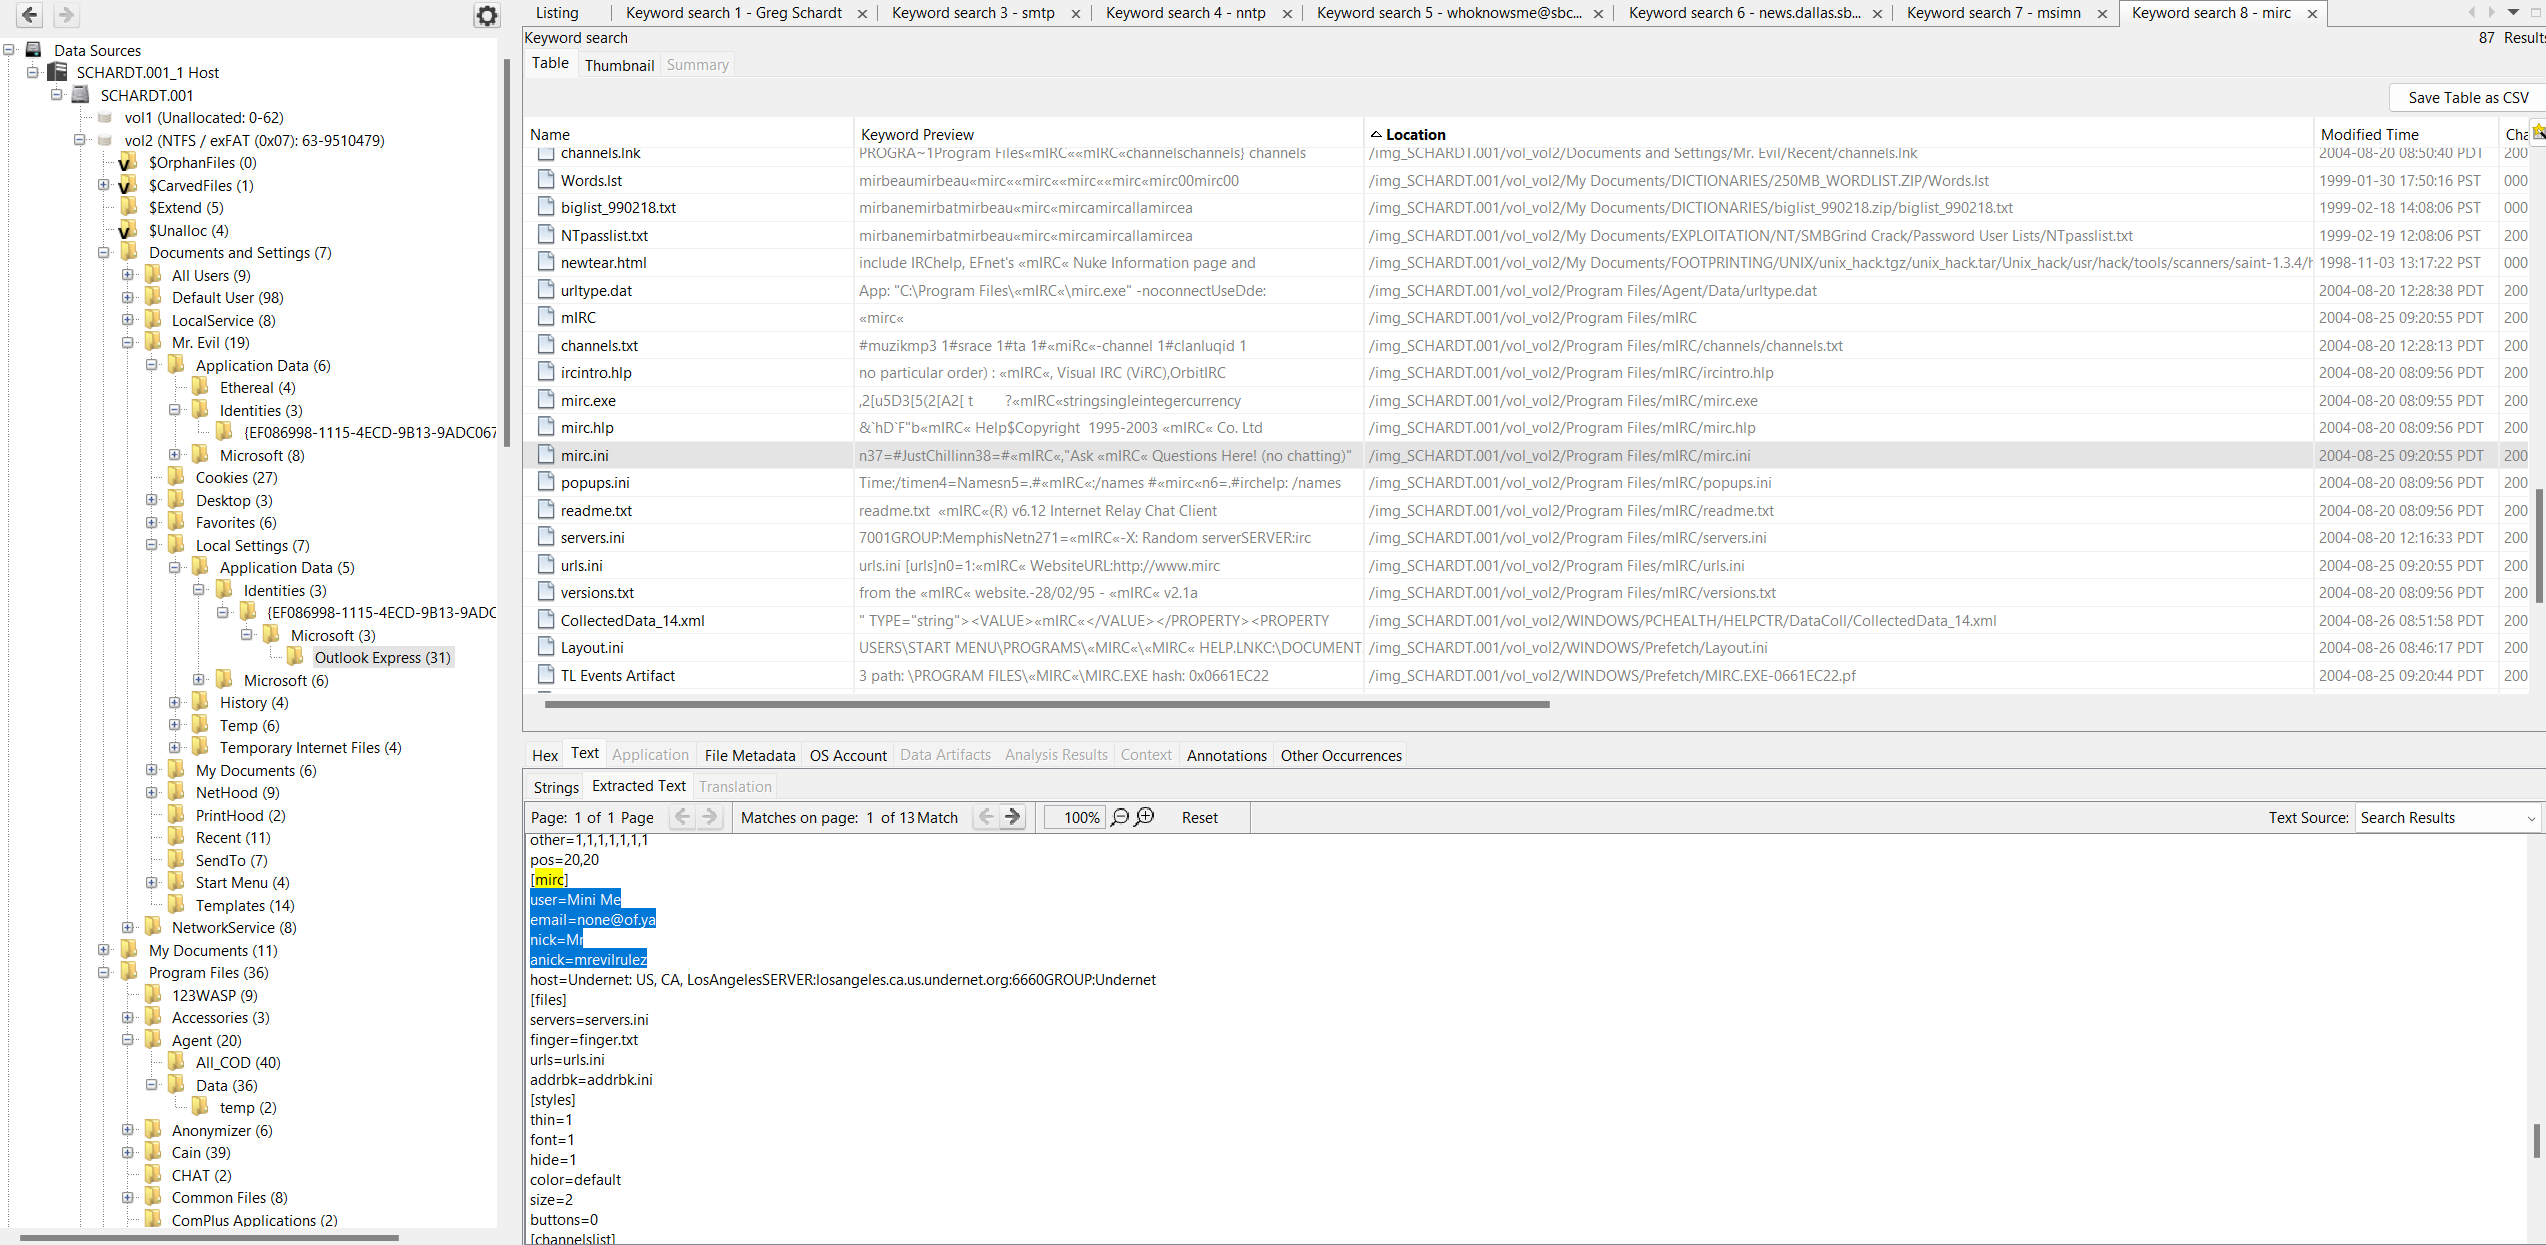 Listing
Keyword search 1 - Greg Schardt
Keyword search 3 - smtp
Keyword search 4 - nntp
Keyword search 5 - whoknowsme@sbc...
Keyword search 6 - news.dallas.sb...
Keyword search 7 - msimn
Keyword search 8 - mirc
Data Sources
SCHARDT.001_1 Host
SCHARDT.001
vol1 (Unallocated: 0-62)
vol2 (NTFS / exFAT (0x07): 63-9510479)
$OrphanFiles (0)
$CarvedFiles (1)
$Extend (5)
$Unalloc (4)
Documents and Settings (7)
All Users (9)
Default User (98)
LocalService (8)
Mr. Evil (19)
Application Data (6)
Ethereal (4)
Identities (3)
{EF086998-1115-4ECD-9B13-9ADC067
Microsoft (8)
Cookies (27)
Desktop (3)
Favorites (6)
Local Settings (7)
Application Data (5)
Identities (3)
{EF086998-1115-4ECD-9B13-9ADC
Microsoft (3)
Outlook Express (31)
Microsoft (6)
History (4)
Temp (6)
Temporary Internet Files (4)
My Documents (6)
NetHood (9)
PrintHood (2)
Recent (11)
SendTo (7)
Start Menu (4)
Templates (14)
NetworkService (8)
My Documents (11)
Program Files (36)
123WASP (9)
Accessories (3)
Agent (20)
All_COD (40)
Data (36)
temp (2)
Anonymizer (6)
Cain (39)
CHAT (2)
Common Files (8)
ComPlus Applications (2)
Keyword search
87 Results
Table Thumbnail Summary
Save Table as CSV
Name Keyword Preview Location Modified Time Cha
channels.lnk PROGRA~1Program Files«mIRC««mIRC«channelschannels} channels /img_SCHARDT.001/vol_vol2/Documents and Settings/Mr. Evil/Recent/channels.lnk 2004-08-20 08:50:40 PDT 200
Words.lst mirbeaumirbeau«mirc««mirc««mirc««mirc«mirc00mirc00 /img_SCHARDT.001/vol_vol2/My Documents/DICTIONARIES/250MB_WORDLIST.ZIP/Words.lst 1999-01-30 17:50:16 PST 000
biglist_990218.txt mirbanemirbatmirbeau«mirc«mircamircallamircea /img_SCHARDT.001/vol_vol2/My Documents/DICTIONARIES/biglist_990218.zip/biglist_990218.txt 1999-02-18 14:08:06 PST 000
NTpasslist.txt mirbanemirbatmirbeau«mirc«mircamircallamircea /img_SCHARDT.001/vol_vol2/My Documents/EXPLOITATION/NT/SMBGrind Crack/Password User Lists/NTpasslist.txt 1999-02-19 12:08:06 PST 200
newtear.html include IRChelp, EFnet's «mIRC« Nuke Information page and /img_SCHARDT.001/vol_vol2/My Documents/FOOTPRINTING/UNIX/unix_hack.tgz/unix_hack.tar/Unix_hack/usr/hack/tools/scanners/saint-1.3.4/h 1998-11-03 13:17:22 PST 000
urltype.dat App: "C:\Program Files\«mIRC«\mirc.exe" -noconnectUseDde: /img_SCHARDT.001/vol_vol2/Program Files/Agent/Data/urltype.dat 2004-08-20 12:28:38 PDT 200
mIRC «mirc« /img_SCHARDT.001/vol_vol2/Program Files/mIRC 2004-08-25 09:20:55 PDT 200
channels.txt #muzikmp3 1#srace 1#ta 1#«miRc«-channel 1#clanluqid 1 /img_SCHARDT.001/vol_vol2/Program Files/mIRC/channels/channels.txt 2004-08-20 12:28:13 PDT 200
ircintro.hlp no particular order) : «mIRC«, Visual IRC (ViRC),OrbitIRC /img_SCHARDT.001/vol_vol2/Program Files/mIRC/ircintro.hlp 2004-08-20 08:09:56 PDT 200
mirc.exe ,2[u5D3[5(2[A2[ t ?«mIRC«stringsingleintegercurrency /img_SCHARDT.001/vol_vol2/Program Files/mIRC/mirc.exe 2004-08-20 08:09:55 PDT 200
mirc.hlp &`hD`F"b«mIRC« Help$Copyright 1995-2003 «mIRC« Co. Ltd /img_SCHARDT.001/vol_vol2/Program Files/mIRC/mirc.hlp 2004-08-20 08:09:56 PDT 200
mirc.ini n37=#JustChillinn38=#«mIRC«,"Ask «mIRC« Questions Here! (no chatting)" /img_SCHARDT.001/vol_vol2/Program Files/mIRC/mirc.ini 2004-08-25 09:20:55 PDT 200
popups.ini Time:/timen4=Namesn5=.#«mIRC«:/names #«mirc«n6=.#irchelp: /names /img_SCHARDT.001/vol_vol2/Program Files/mIRC/popups.ini 2004-08-20 08:09:56 PDT 200
readme.txt readme.txt «mIRC«(R) v6.12 Internet Relay Chat Client /img_SCHARDT.001/vol_vol2/Program Files/mIRC/readme.txt 2004-08-20 08:09:56 PDT 200
servers.ini 7001GROUP:MemphisNetn271=«mIRC«-X: Random serverSERVER:irc /img_SCHARDT.001/vol_vol2/Program Files/mIRC/servers.ini 2004-08-20 12:16:33 PDT 200
urls.ini urls.ini [urls]n0=1:«mIRC« WebsiteURL:http://www.mirc /img_SCHARDT.001/vol_vol2/Program Files/mIRC/urls.ini 2004-08-25 09:20:55 PDT 200
versions.txt from the «mIRC« website.-28/02/95 - «mIRC« v2.1a /img_SCHARDT.001/vol_vol2/Program Files/mIRC/versions.txt 2004-08-20 08:09:56 PDT 200
CollectedData_14.xml " TYPE="string"><VALUE>«mIRC«</VALUE></PROPERTY><PROPERTY /img_SCHARDT.001/vol_vol2/WINDOWS/PCHEALTH/HELPCTR/DataColl/CollectedData_14.xml 2004-08-26 08:51:58 PDT 200
Layout.ini USERS\START MENU\PROGRAMS\«MIRC«\«MIRC« HELP.LNKC:\DOCUMENT /img_SCHARDT.001/vol_vol2/WINDOWS/Prefetch/Layout.ini 2004-08-26 08:46:17 PDT 200
TL Events Artifact 3 path: \PROGRAM FILES\«MIRC«\MIRC.EXE hash: 0x0661EC22 /img_SCHARDT.001/vol_vol2/WINDOWS/Prefetch/MIRC.EXE-0661EC22.pf 2004-08-25 09:20:44 PDT 200
Hex Text Application File Metadata OS Account Data Artifacts Analysis Results Context Annotations Other Occurrences
Strings Extracted Text Translation
Page: 1 of 1 Page Matches on page: 1 of 13 Match 100% Reset Text Source: Search Results
other=1,1,1,1,1,1,1
pos=20,20
[mirc]
user=Mini Me
email=none@of.ya
nick=Mr
anick=mrevilrulez
host=Undernet: US, CA, LosAngelesSERVER:losangeles.ca.us.undernet.org:6660GROUP:Undernet
[files]
servers=servers.ini
finger=finger.txt
urls=urls.ini
addrbk=addrbk.ini
[styles]
thin=1
font=1
hide=1
color=default
size=2
buttons=0
[channelslist]